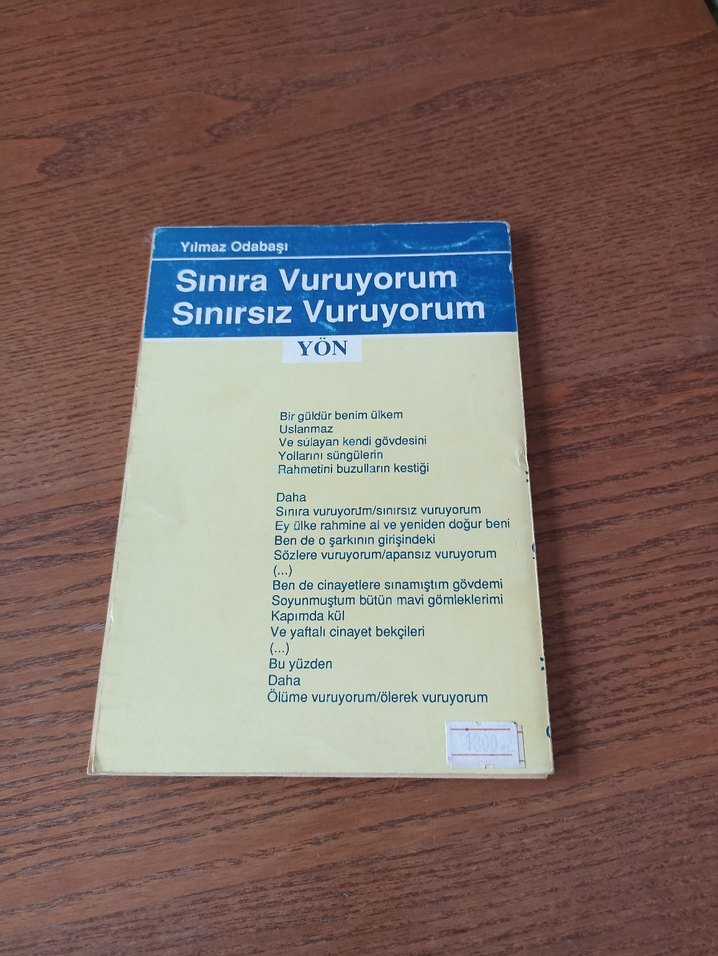 Yılmaz Odabaşı
Sınıra Vuruyorum
Sınırsız Vuruyorum
YÖN
Bir güldür benim ülkem
Uslanmaz
Ve sulayan kendi gövdesini
Yollarını süngülerin
Rahmetini buzulların kestiği
Daha
Sınıra vuruyorum/sınırsız vuruyorum
Ey ülke rahmine al ve yeniden doğur beni
Ben de o şarkının girişindeki
Sözlere vuruyorum/apansız vuruyorum
(...)
Ben de cinayetlere sınamıştım gövdemi
Soyunmuştum bütün mavi gömleklerimi
Kapımda kül
Ve yaftalı cinayet bekçileri
(...)
Bu yüzden
Daha
Ölüme vuruyorum/ölerek vuruyorum
1300